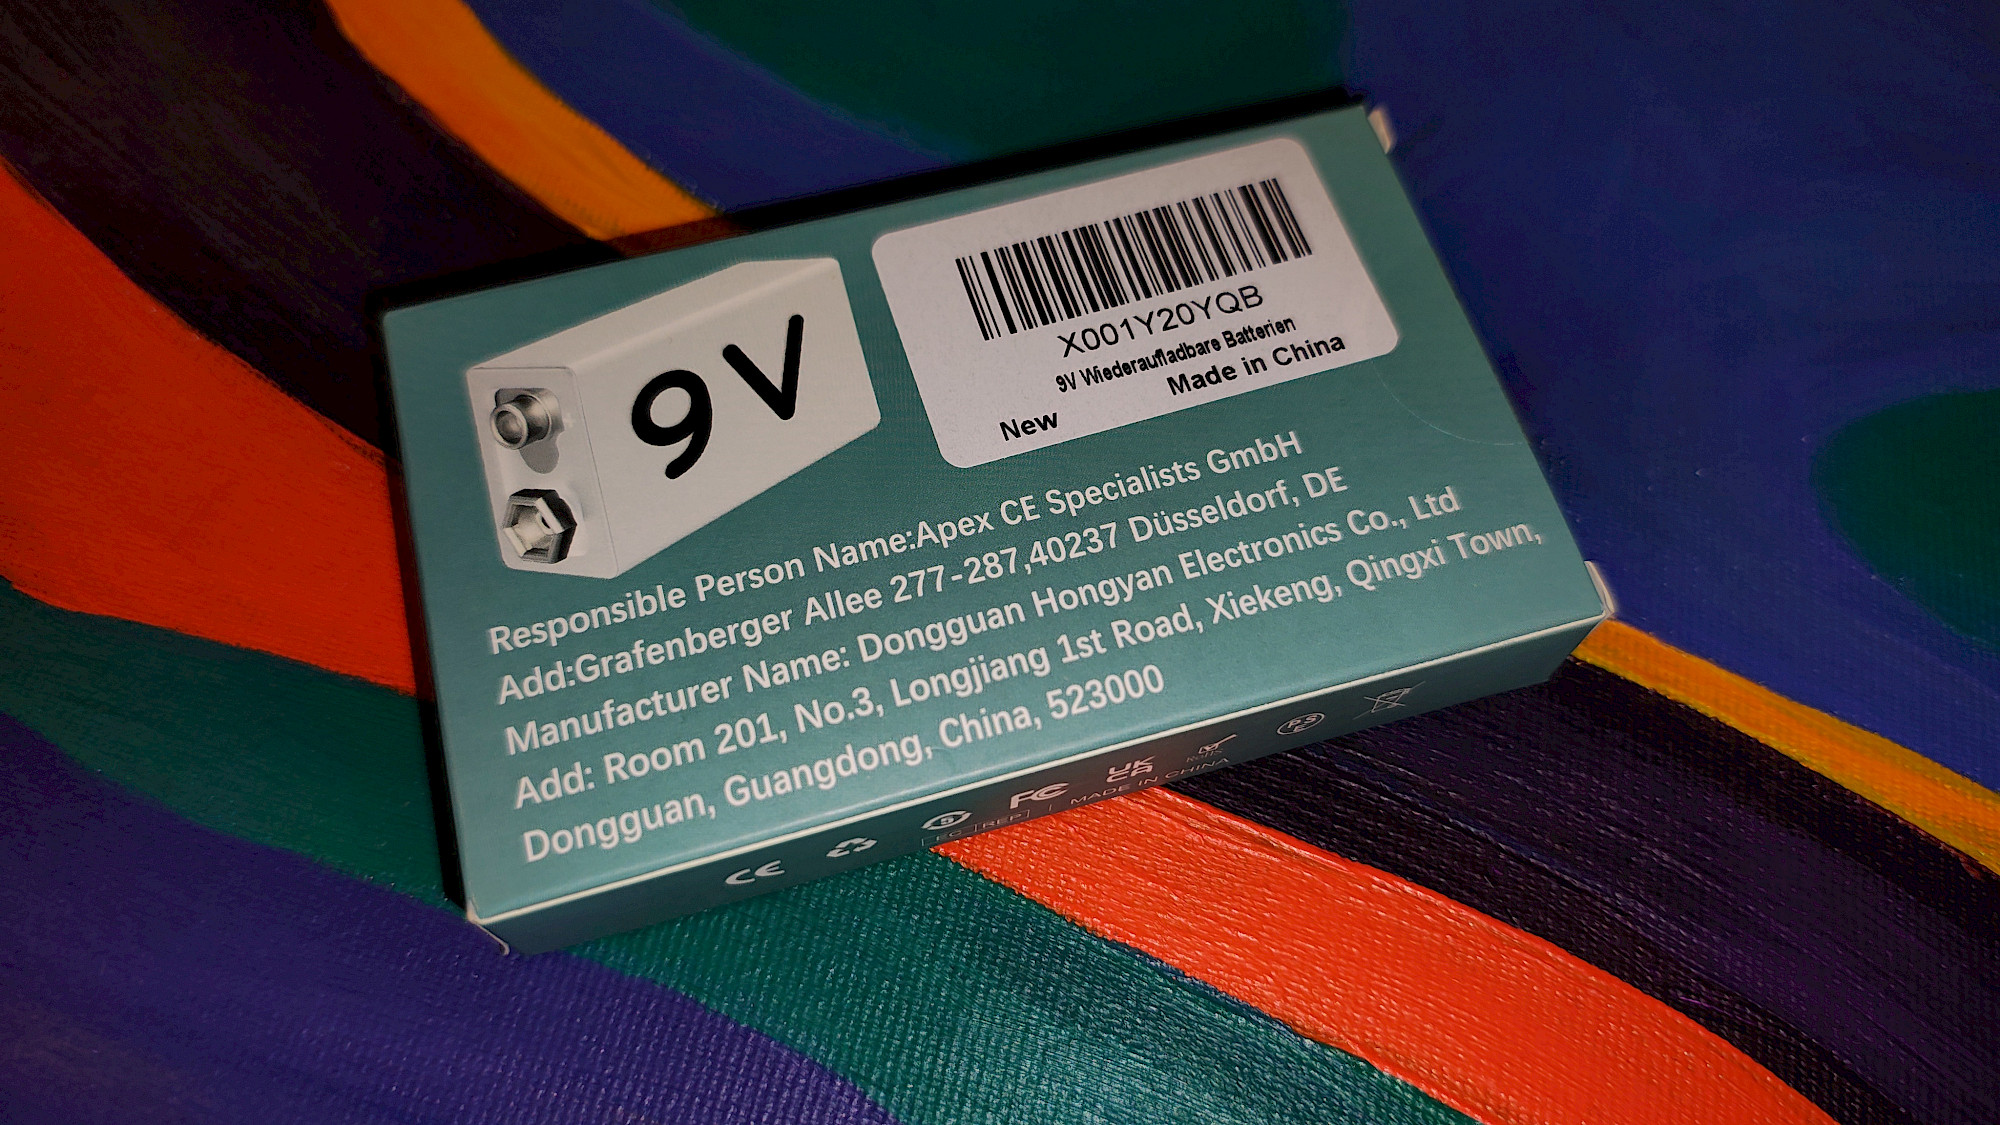 9V
X001Y20YQB
9V Wiederaufladbare Batterien
Made in China
New
Responsible Person Name:Apex CE Specialists GmbH
Add:Grafenberger Allee 277-287,40237 Düsseldorf, DE
Manufacturer Name: Dongguan Hongyan Electronics Co., Ltd
Add: Room 201, No.3, Longjiang 1st Road, Xiekeng, Qingxi Town,
Dongguan, Guangdong, China, 523000
CE
5
FC
UK
CA
PS
E
EC REP
MADE IN CHINA